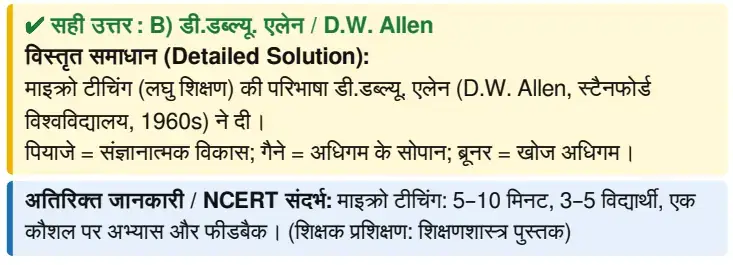 ✔ सही उत्तर : B) डी.डब्ल्यू. एलेन / D.W. Allen
विस्तृत समाधान (Detailed Solution):
माइक्रो टीचिंग (लघु शिक्षण) की परिभाषा डी.डब्ल्यू. एलेन (D.W. Allen, स्टैनफोर्ड
विश्वविद्यालय, 1960s) ने दी।
पियाजे = संज्ञानात्मक विकास; गैने = अधिगम के सोपान; ब्रूनर = खोज अधिगम।
अतिरिक्त जानकारी / NCERT संदर्भ: माइक्रो टीचिंग: 5–10 मिनट, 3–5 विद्यार्थी, एक
कौशल पर अभ्यास और फीडबैक। (शिक्षक प्रशिक्षण: शिक्षणशास्त्र पुस्तक)